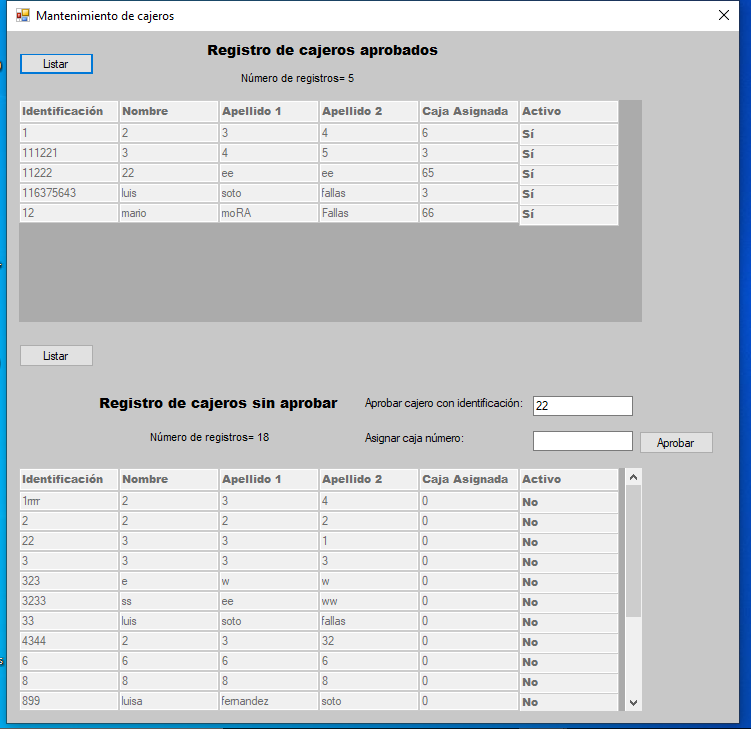 Mantenimiento de cajeros
Listar
Registro de cajeros aprobados
Número de registros= 5
Identificación Nombre Apellido 1 Apellido 2 Caja Asignada Activo
1 2 3 4 6 Sí
111221 3 4 5 3 Sí
11222 22 ee ee 65 Sí
116375643 luis soto fallas 3 Sí
12 mario moRA Fallas 66 Sí
Listar
Registro de cajeros sin aprobar
Aprobar cajero con identificación: 22
Número de registros= 18
Asignar caja número:
Aprobar
Identificación Nombre Apellido 1 Apellido 2 Caja Asignada Activo
1rrrr 2 3 4 0 No
2 2 2 2 0 No
22 3 3 1 0 No
3 3 3 3 0 No
323 e w w 0 No
3233 ss ee ww 0 No
33 luis soto fallas 0 No
4344 2 3 32 0 No
6 6 6 6 0 No
8 8 8 8 0 No
899 luisa fernandez soto 0 No